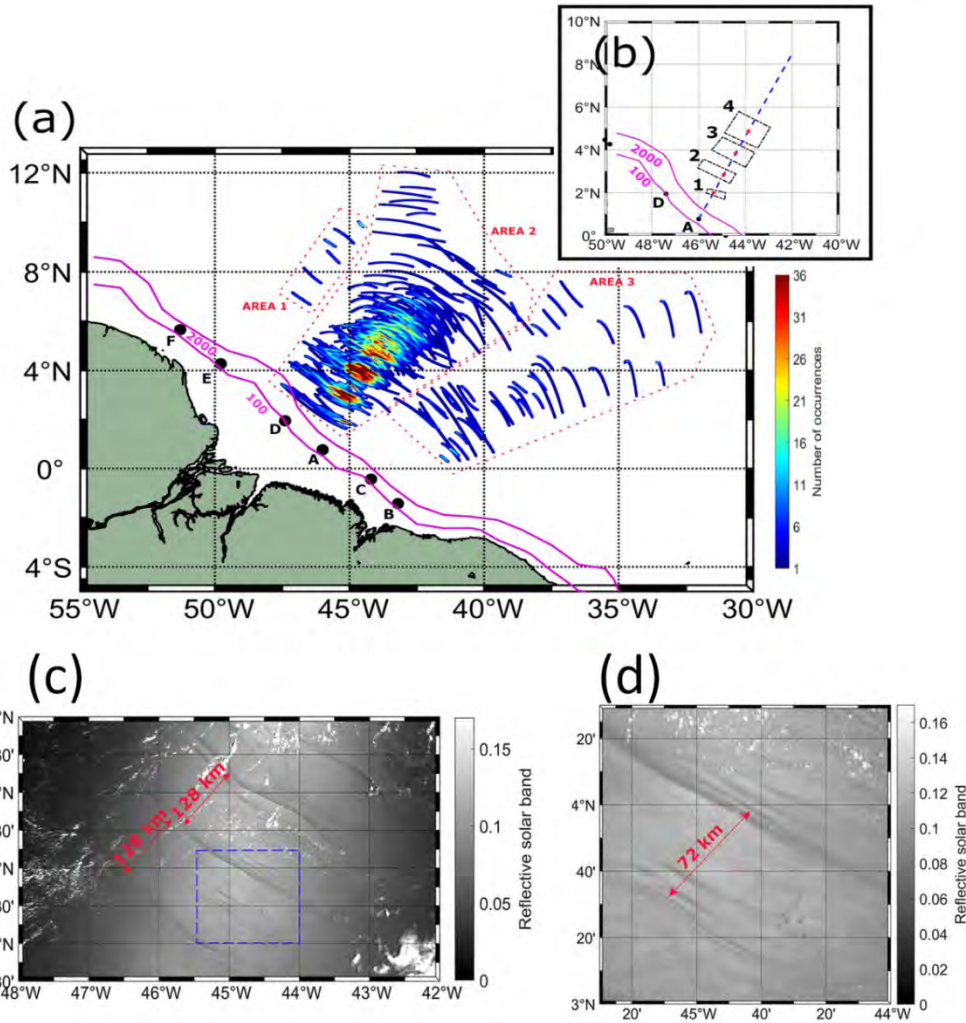 (a)
12°N
8°N
4°N
0°
4°S
55°W 50°W 45°W 40°W 35°W 30°W
AREA 1
AREA 2
AREA 3
2000
100
F
E
D
A
C
B
36
31
26
21
16
11
6
1
Number of occurrences
(b)
10°N
8°N
6°N
4°N
2°N
0°
50°W 48°W 46°W 44°W 42°W 40°W
4
3
2
1
2000
100
D
A
(c)
°N
30'
°N
30'
°N
30'
°N
30'
48°W 47°W 46°W 45°W 44°W 43°W 42°W
128 km
128 km
0.15
0.1
0.05
0
Reflective solar band
(d)
20'
4°N
40'
20'
3°N
20' 45°W 40' 20' 44°W
72 km
0.16
0.14
0.12
0.1
0.08
0.06
0.04
0.02
0
Reflective solar band